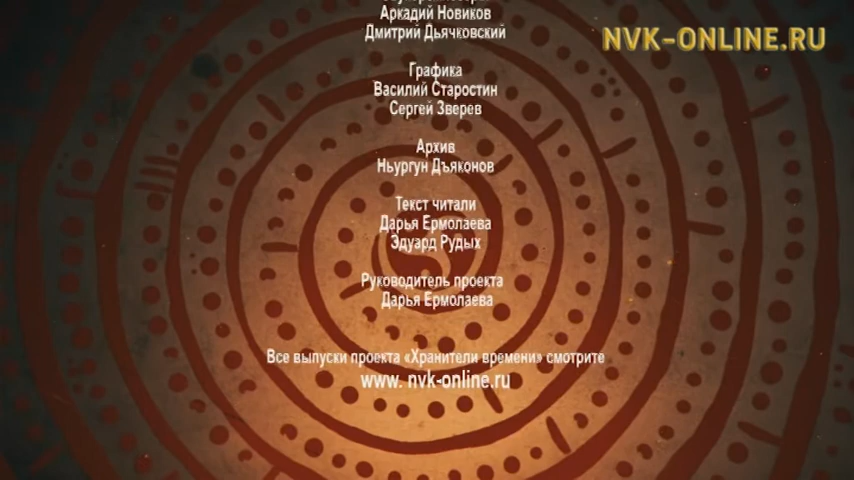 Аркадий Новиков
Дмитрий Дьячковский
NVK-ONLINE.RU
Графика
Василий Старостин
Сергей Зверев
Архив
Ньургун Дъяконов
Текст читали
Дарья Ермолаева
Эдуард Рудых
Руководитель проекта
Дарья Ермолаева
Все выпуски проекта «Хранители времени» смотрите
www. nvk-online.ru